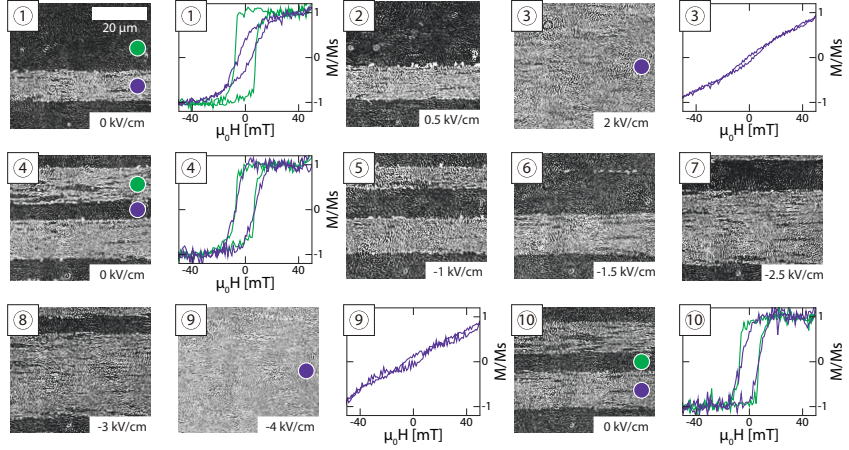 ① ① ② ③ ③
20 µm
1
0
-1
M/Ms
-40 0 40
µ₀H [mT]
0 kV/cm
0.5 kV/cm
2 kV/cm
1
0
-1
M/Ms
-40 0 40
µ₀H [mT]
④ ④ ⑤ ⑥ ⑦
1
0
-1
M/Ms
-40 0 40
µ₀H [mT]
0 kV/cm
-1 kV/cm
-1.5 kV/cm
-2.5 kV/cm
⑧ ⑨ ⑨ ⑩ ⑩
-3 kV/cm
-4 kV/cm
1
0
-1
M/Ms
-40 0 40
µ₀H [mT]
0 kV/cm
1
0
-1
M/Ms
-40 0 40
µ₀H [mT]